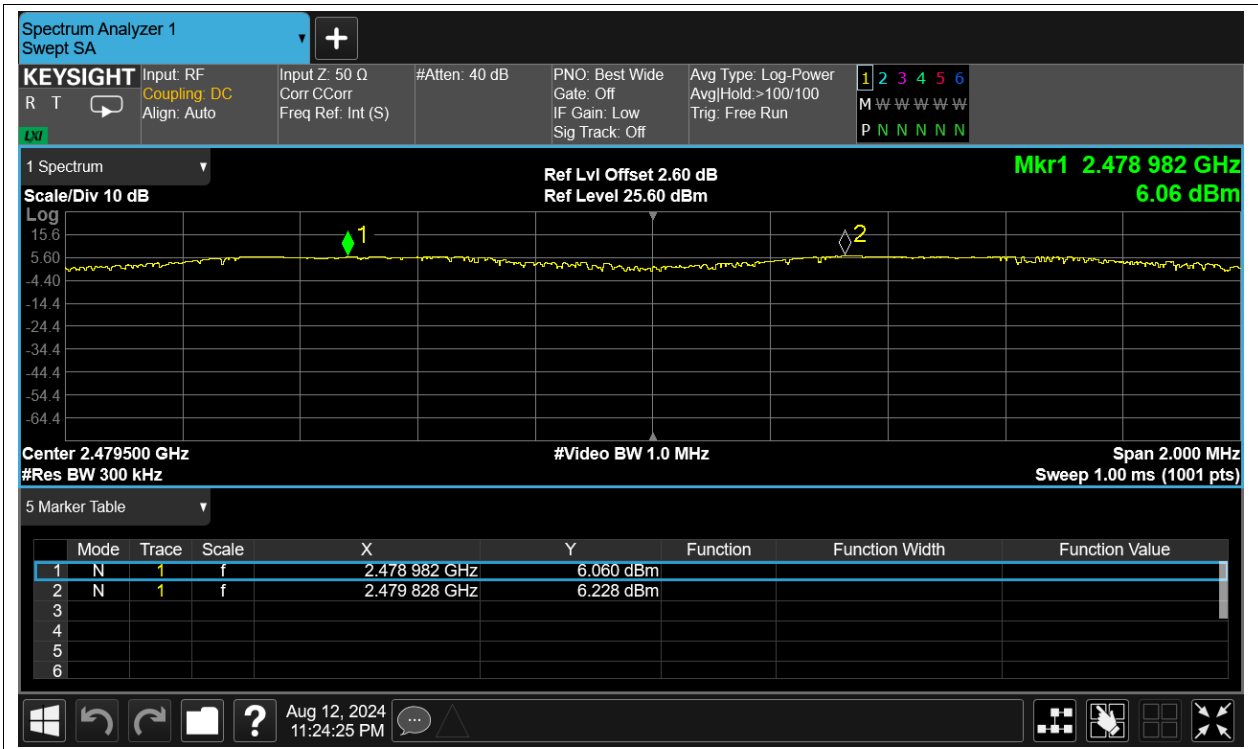 Spectrum Analyzer 1
Swept SA
KEYSIGHT
R T
LXI
Input: RF
Coupling: DC
Align: Auto
Input Z: 50 Ω
Corr CCorr
Freq Ref: Int (S)
#Atten: 40 dB
PNO: Best Wide
Gate: Off
IF Gain: Low
Sig Track: Off
Avg Type: Log-Power
Avg|Hold:>100/100
Trig: Free Run
1 2 3 4 5 6
M W W W W W
P N N N N N
1 Spectrum
Scale/Div 10 dB
Ref Lvl Offset 2.60 dB
Ref Level 25.60 dBm
Mkr1 2.478 982 GHz
6.06 dBm
Log
15.6
5.60
-4.40
-14.4
-24.4
-34.4
-44.4
-54.4
-64.4
1
2
Center 2.479500 GHz
#Video BW 1.0 MHz
Span 2.000 MHz
#Res BW 300 kHz
Sweep 1.00 ms (1001 pts)
5 Marker Table
Mode Trace Scale X Y Function Function Width Function Value
1 N 1 f 2.478 982 GHz 6.060 dBm
2 N 1 f 2.479 828 GHz 6.228 dBm
3
4
5
6
?
Aug 12, 2024
11:24:25 PM